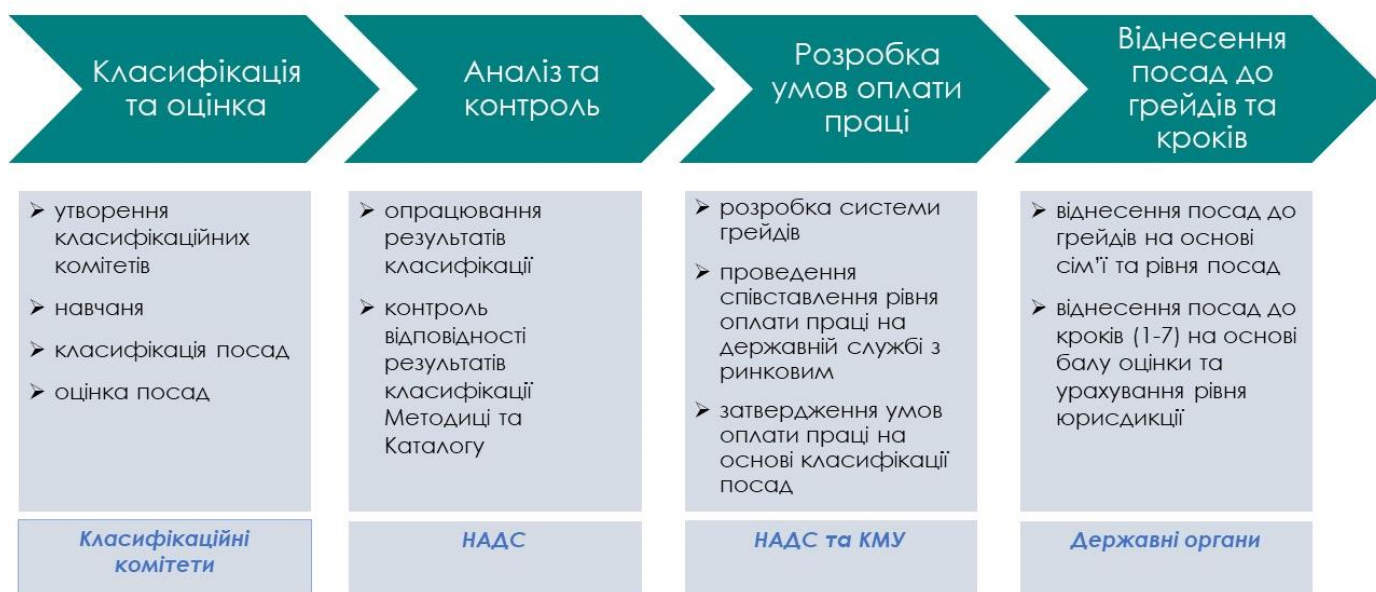 Класифікація
та оцінка
Аналіз та
контроль
Розробка
умов оплати
праці
Віднесення
посад до
грейдів та
кроків
➢ утворення
класифікаційних
комітетів
➢ навчаня
➢ класифікація посад
➢ оцінка посад
➢ опрацювання
результатів
класифікації
➢ контроль
відповідності
результатів
класифікації
Методиці та
Каталогу
➢ розробка системи
грейдів
➢ проведення
співставлення рівня
оплати праці на
державній службі з
ринковим
➢ затвердження умов
оплати праці на
основі класифікації
посад
➢ віднесення посад до
грейдів на основі
сім'ї та рівня посад
➢ віднесення посад до
кроків (1-7) на основі
балу оцінки та
урахування рівня
юрисдикції
Класифікаційні
комітети
НАДС
НАДС та КМУ
Державні органи